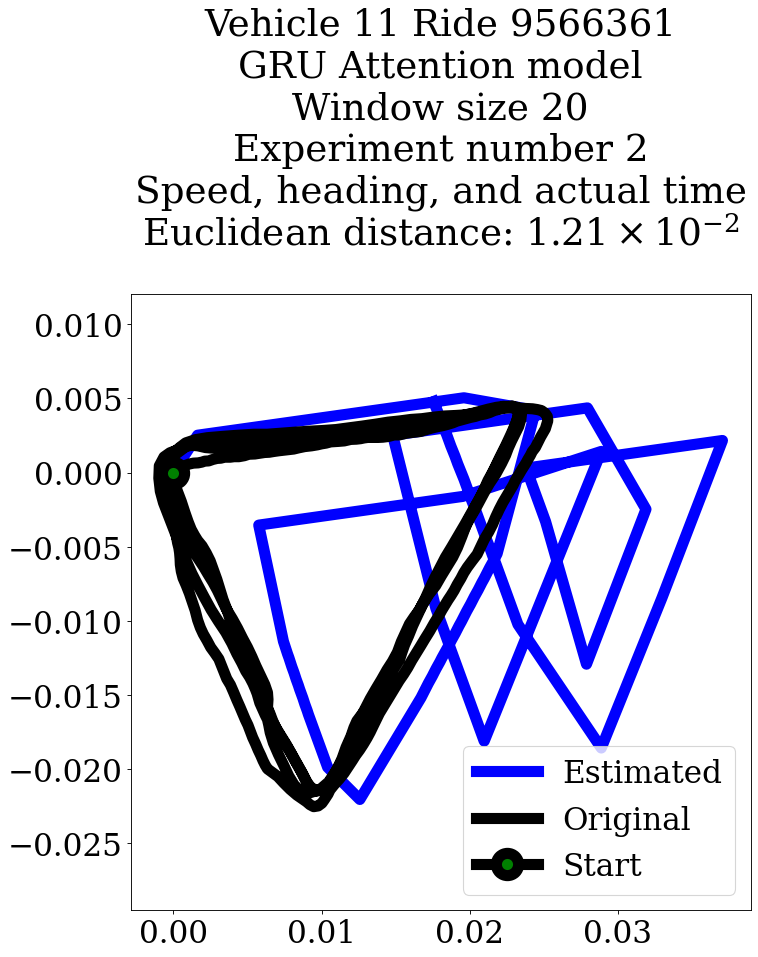 Vehicle 11 Ride 9566361
GRU Attention model
Window size 20
Experiment number 2
Speed, heading, and actual time
Euclidean distance: 1.21 × 10⁻²
0.010
0.005
0.000
−0.005
−0.010
−0.015
−0.020
−0.025
Estimated
Original
Start
0.00 0.01 0.02 0.03